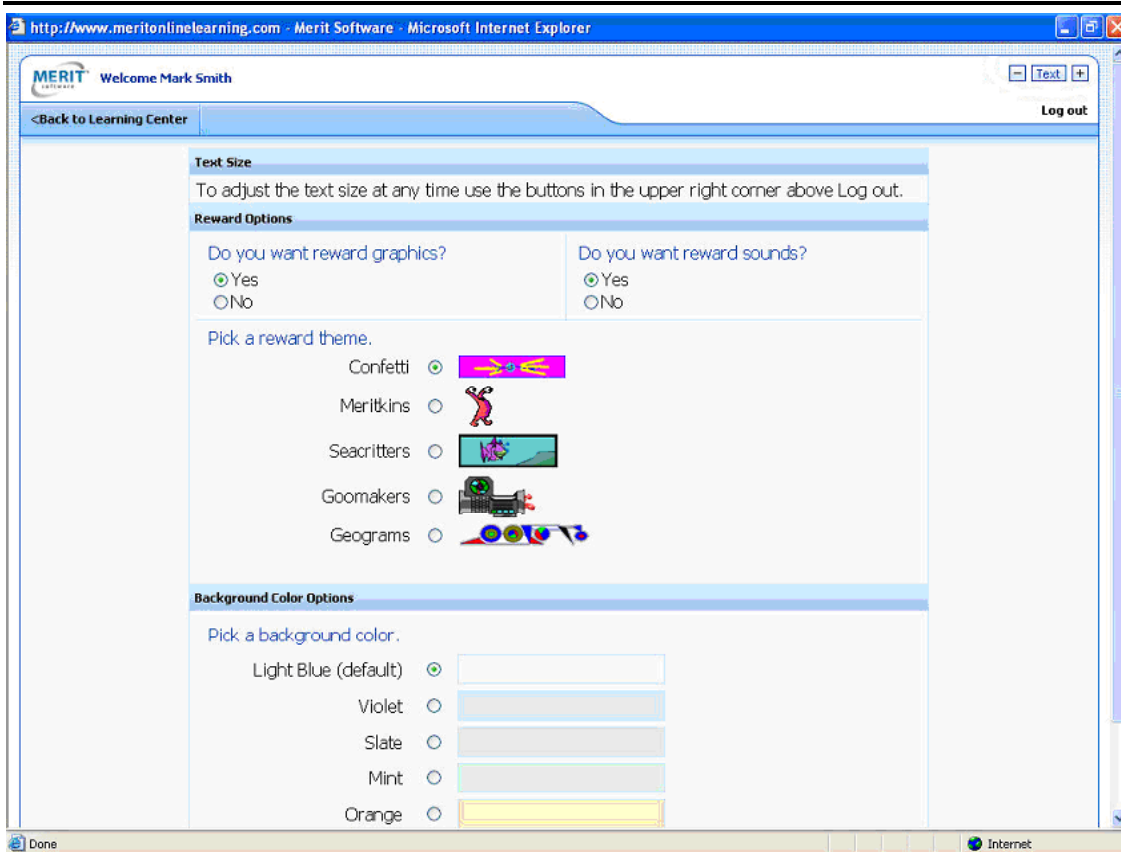 http://www.meritonlinelearning.com - Merit Software - Microsoft Internet Explorer
MERIT software Welcome Mark Smith
- Text +
<Back to Learning Center
Log out
Text Size
To adjust the text size at any time use the buttons in the upper right corner above Log out.
Reward Options
Do you want reward graphics? Do you want reward sounds?
Yes Yes
No No
Pick a reward theme.
Confetti
Meritkins
Seacritters
Goomakers
Geograms
Background Color Options
Pick a background color.
Light Blue (default)
Violet
Slate
Mint
Orange
Done Internet